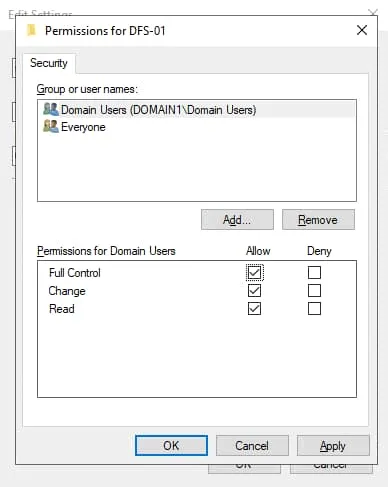 Edit Settings
Permissions for DFS-01
Security
Group or user names:
Domain Users (DOMAIN1\Domain Users)
Everyone
Add...
Remove
Permissions for Domain Users
Allow
Deny
Full Control
Change
Read
OK
Cancel
Apply
OK
Cancel